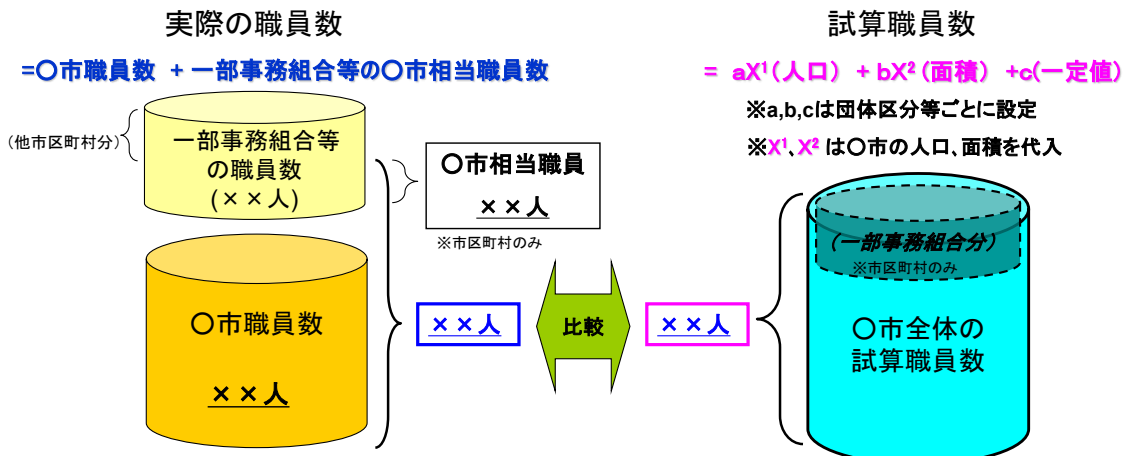 実際の職員数
=〇市職員数 + 一部事務組合等の〇市相当職員数
(他市区町村分)
一部事務組合等
の職員数
(××人)
〇市相当職員
××人
※市区町村のみ
〇市職員数
××人
××人
比較
××人
試算職員数
= aX¹(人口) + bX²(面積) +c(一定値)
※a,b,cは団体区分等ごとに設定
※X¹、X² は〇市の人口、面積を代入
(一部事務組合分)
※市区町村のみ
〇市全体の
試算職員数